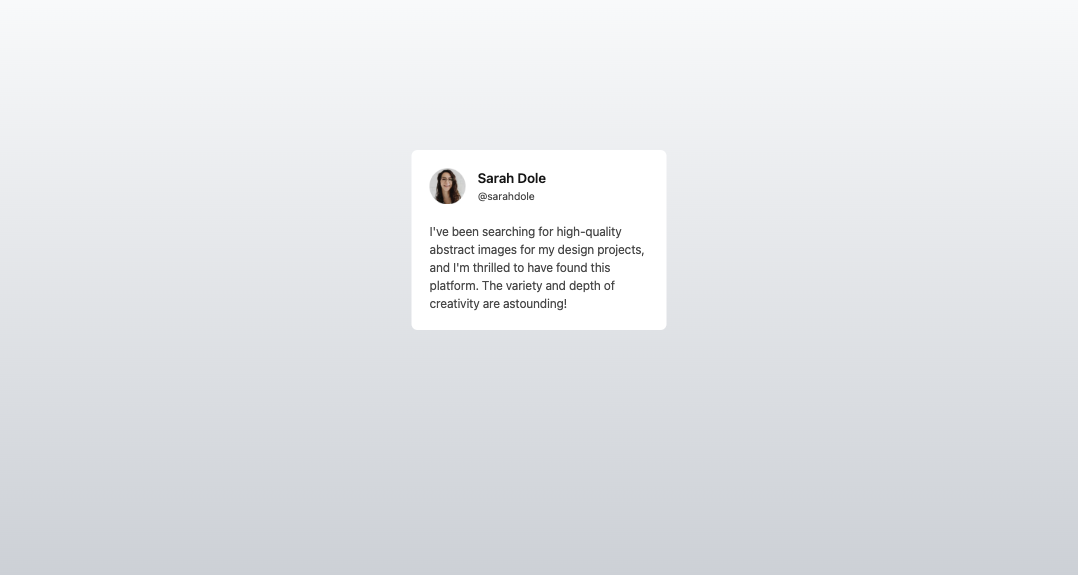 Sarah Dole
@sarahdole
I've been searching for high-quality
abstract images for my design projects,
and I'm thrilled to have found this
platform. The variety and depth of
creativity are astounding!